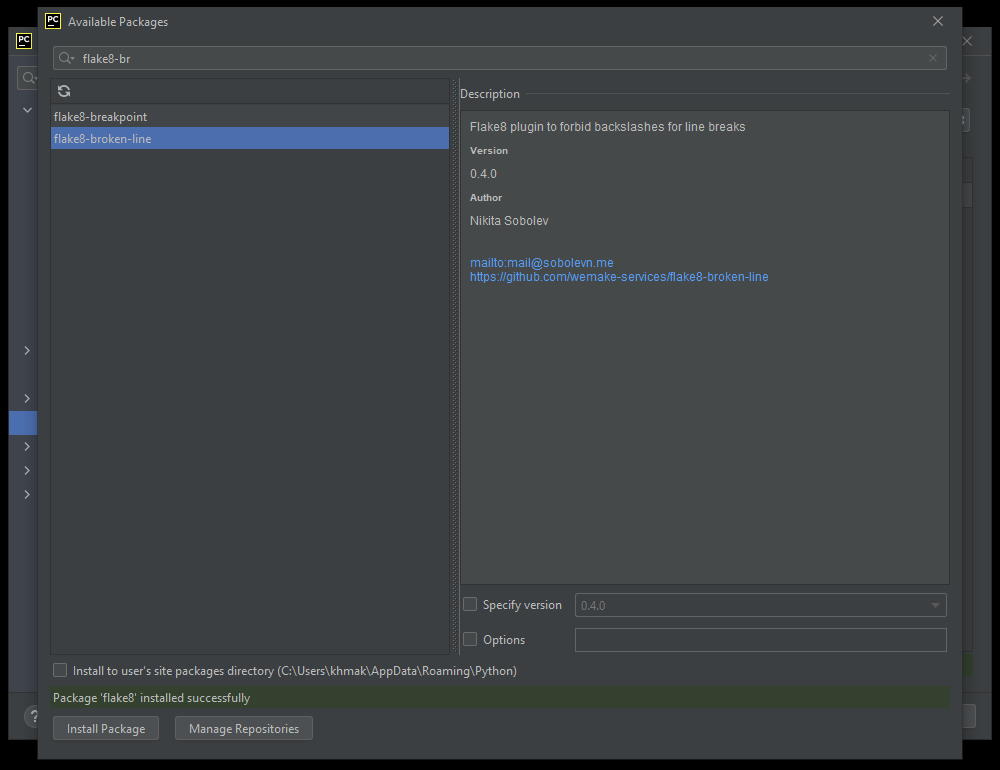 PC
PC Available Packages
flake8-br
flake8-breakpoint
flake8-broken-line
Description
Flake8 plugin to forbid backslashes for line breaks
Version
0.4.0
Author
Nikita Sobolev
mailto:mail@sobolevn.me
https://github.com/wemake-services/flake8-broken-line
Specify version 0.4.0
Options
Install to user's site packages directory (C:\Users\khmak\AppData\Roaming\Python)
Package 'flake8' installed successfully
?
Install Package Manage Repositories